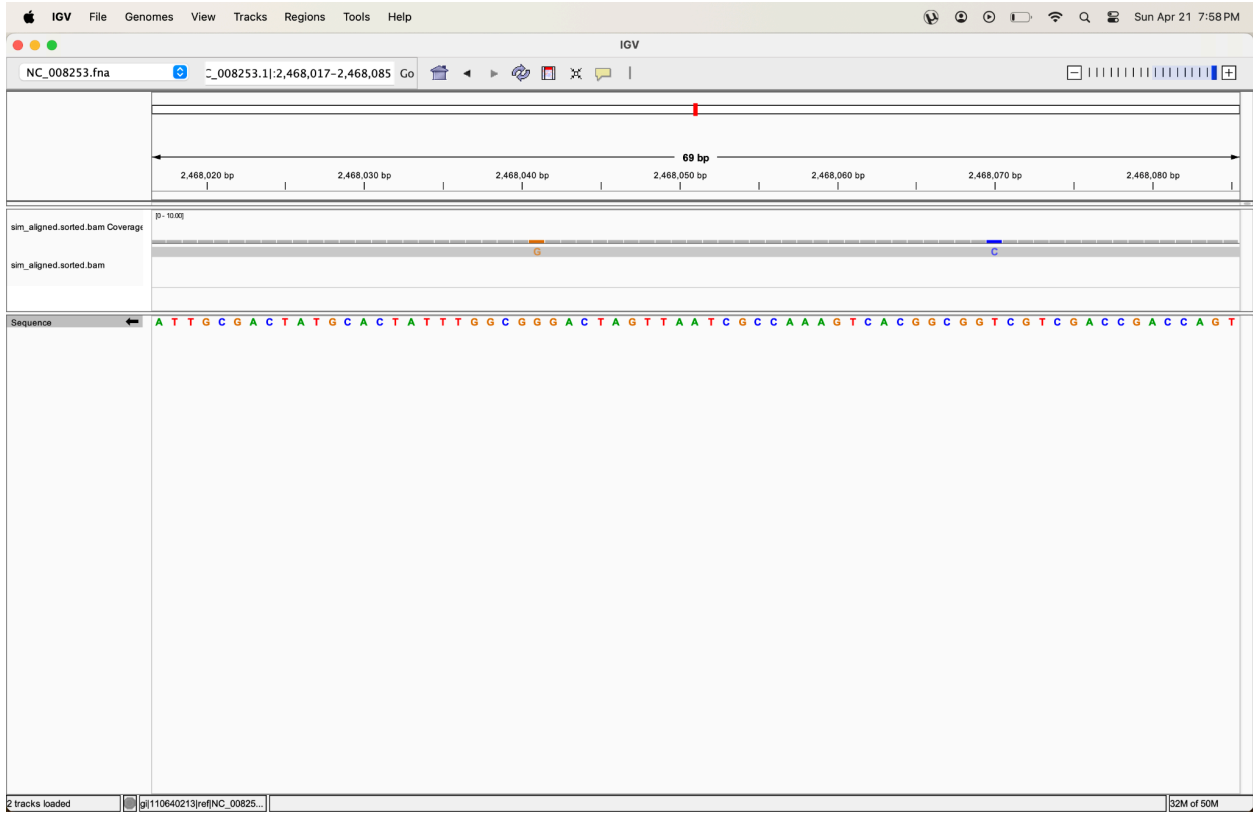 IGV File Genomes View Tracks Regions Tools Help Sun Apr 21 7:58 PM
IGV
NC_008253.fna C_008253.1|:2,468,017-2,468,085 Go
69 bp
2,468,020 bp 2,468,030 bp 2,468,040 bp 2,468,050 bp 2,468,060 bp 2,468,070 bp 2,468,080 bp
[0 - 10.00]
sim_aligned.sorted.bam Coverage
G C
sim_aligned.sorted.bam
Sequence A T T G C G A C T A T G C A C T A T T T G G C G G G A C T A G T T A A T C G C C A A A G T C A C G G C G G T C G T C G A C C G A C C A G T
2 tracks loaded gi|110640213|ref|NC_00825... 32M of 50M